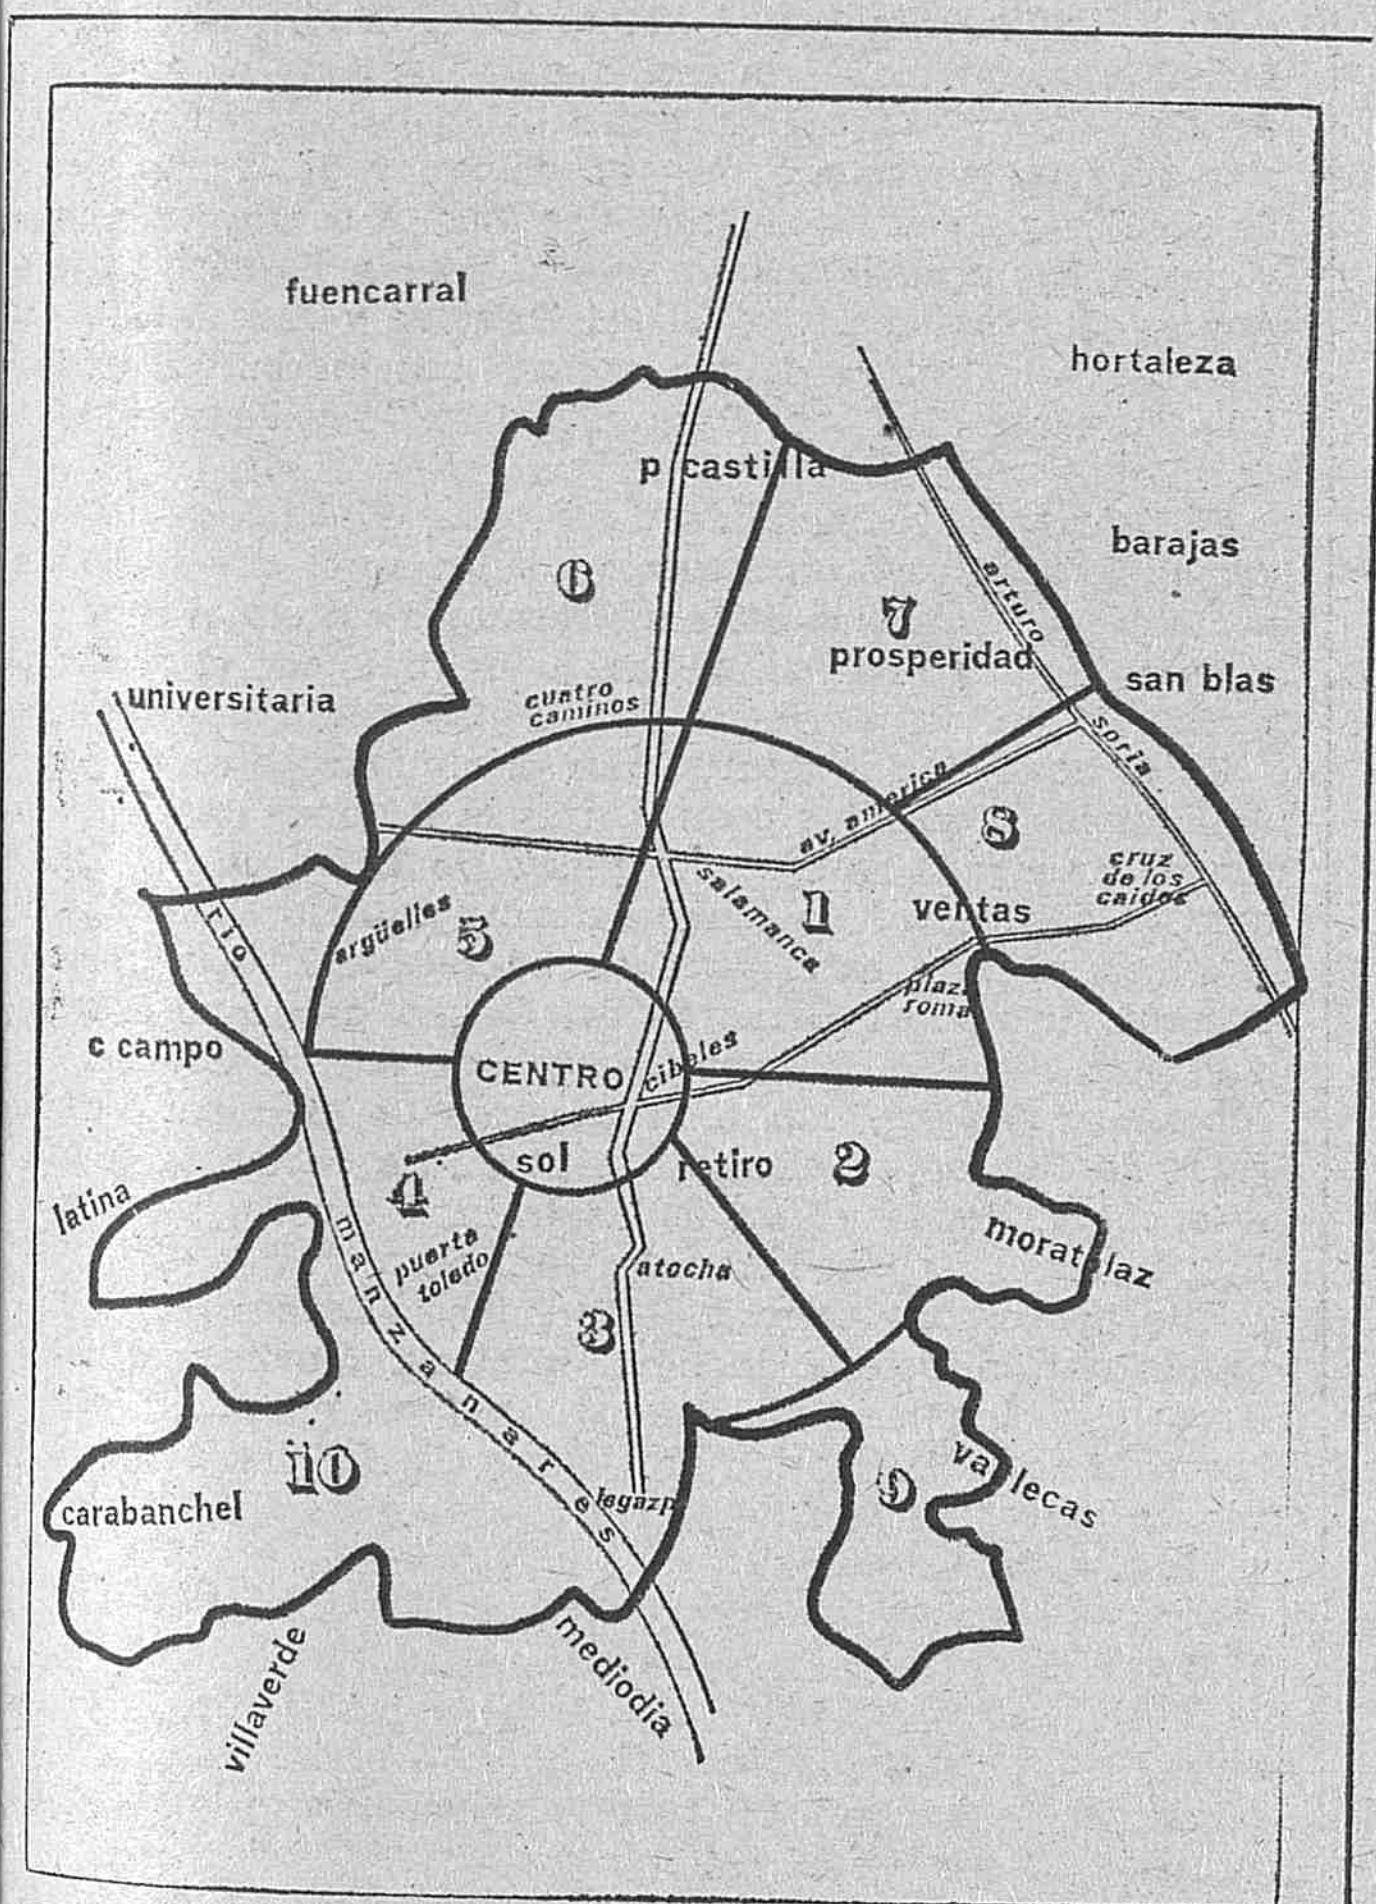 fuencarral
hortaleza
p castilla
barajas
6
arturo
7
prosperidad
san blas
universitaria
cuatro
caminos
soria
av. america
8
cruz
de los
caidos
salamanca
1
ventas
argüelles
5
rio
plaza
roma
c campo
CENTRO
cibeles
sol
retiro
2
4
latina
manzanares
puerta
toledo
atocha
moratalaz
3
10
9
vallecas
carabanchel
legazpi
villaverde
mediodia